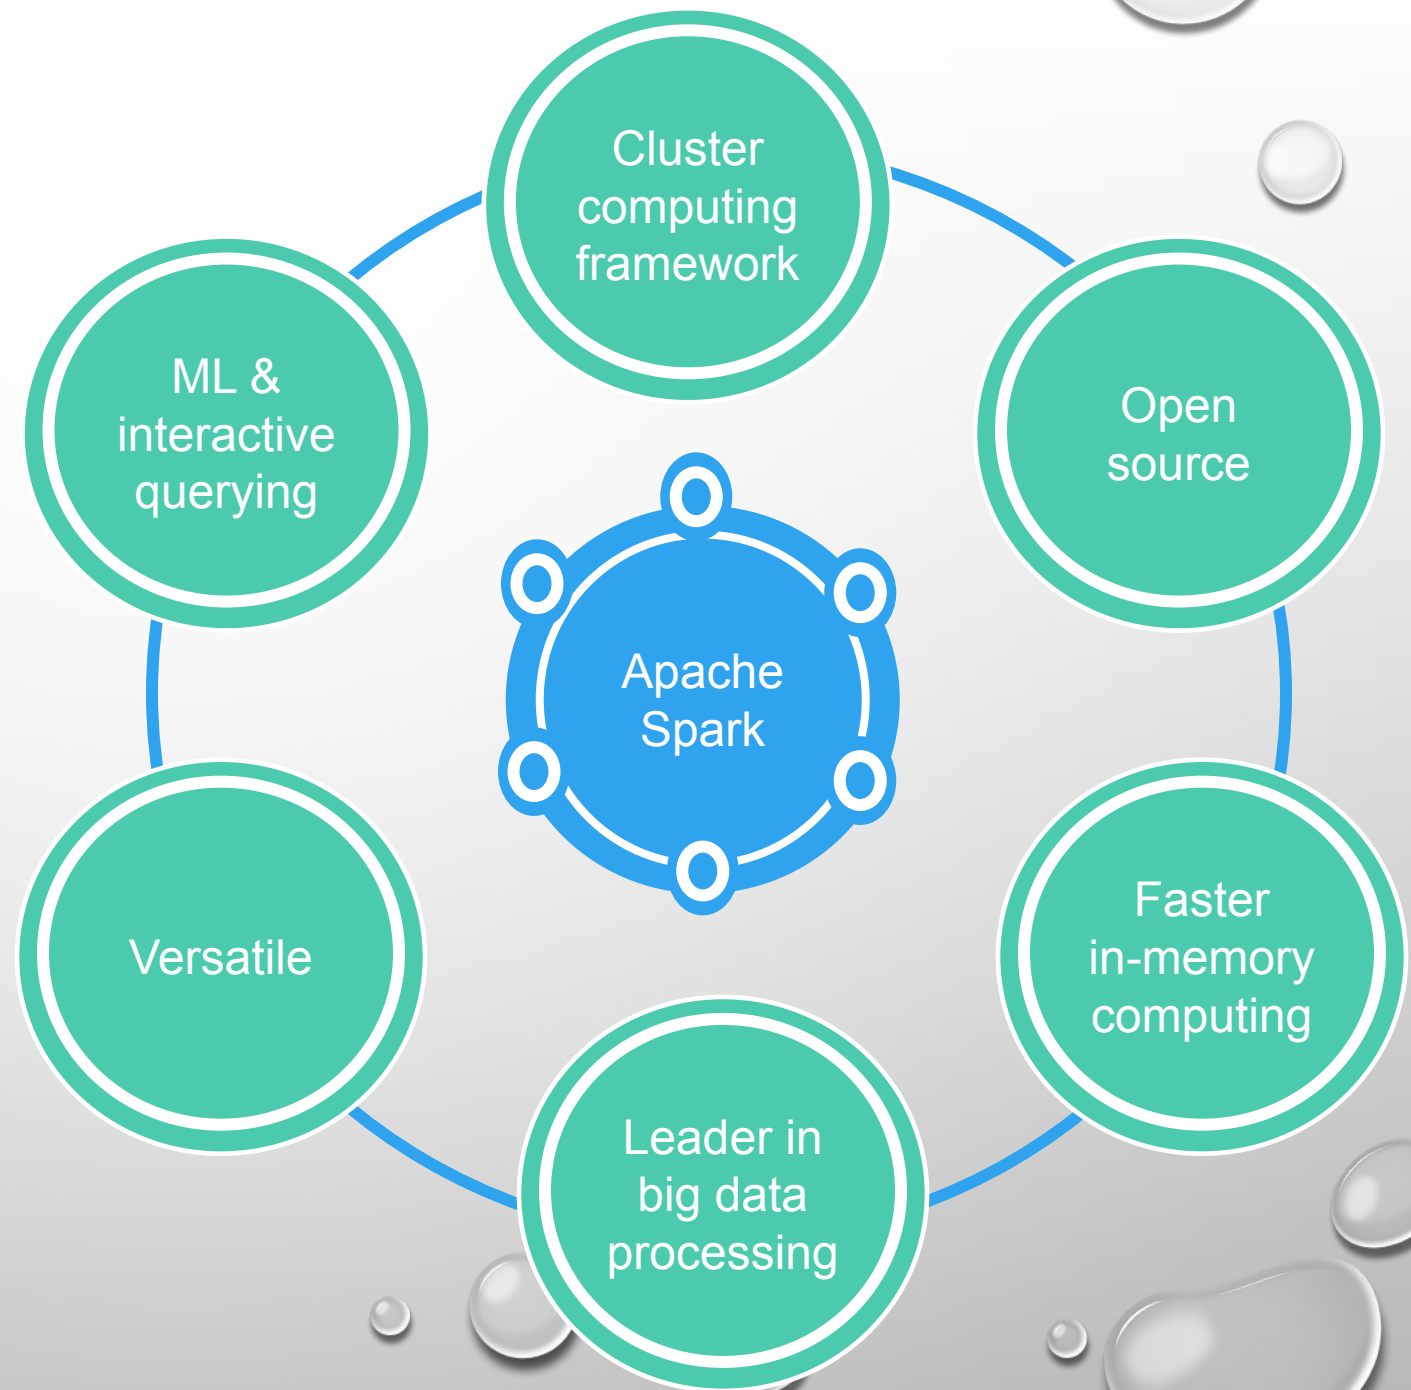 Cluster
computing
framework
Open
source
Faster
in-memory
computing
Leader in
big data
processing
Versatile
ML &
interactive
querying
Apache
Spark